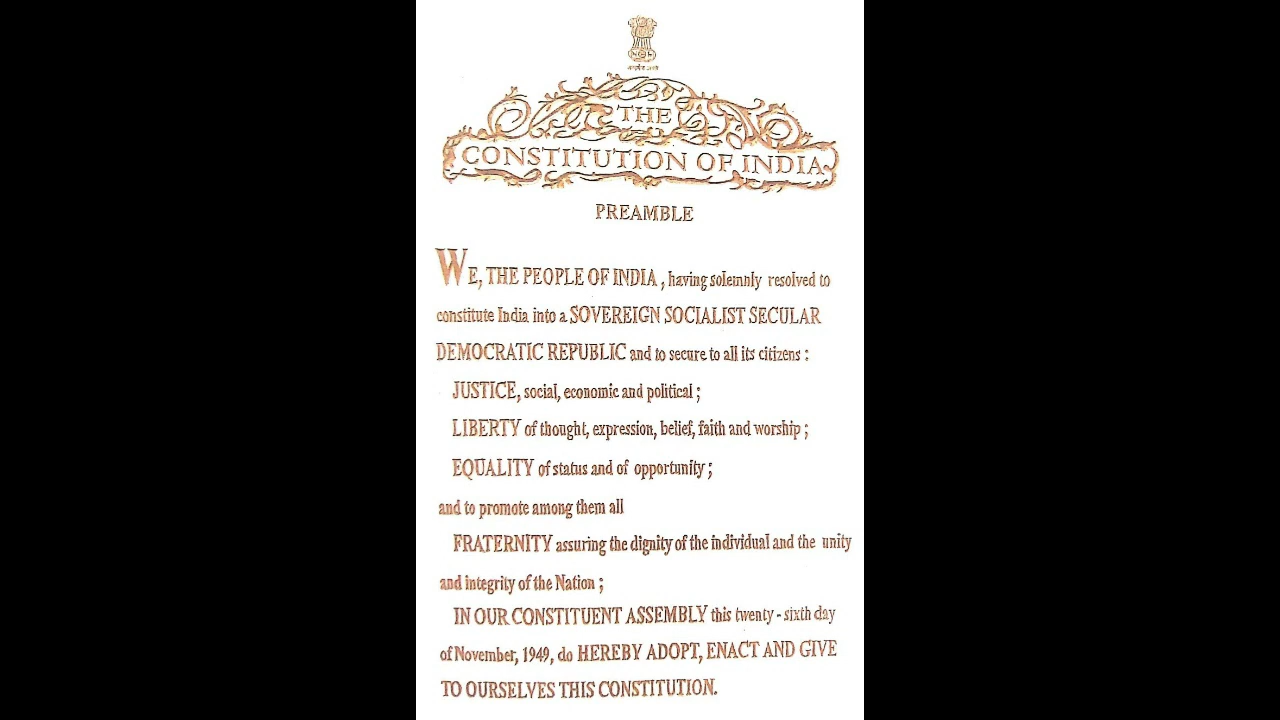 THE
CONSTITUTION OF INDIA
PREAMBLE
WE, THE PEOPLE OF INDIA , having solemnly resolved to
constitute India into a SOVEREIGN SOCIALIST SECULAR
DEMOCRATIC REPUBLIC and to secure to all its citizens :
JUSTICE, social, economic and political ;
LIBERTY of thought, expression, belief, faith and worship ;
EQUALITY of status and of opportunity ;
and to promote among them all
FRATERNITY assuring the dignity of the individual and the unity
and integrity of the Nation ;
IN OUR CONSTITUENT ASSEMBLY this twenty - sixth day
of November, 1949, do HEREBY ADOPT, ENACT AND GIVE
TO OURSELVES THIS CONSTITUTION.